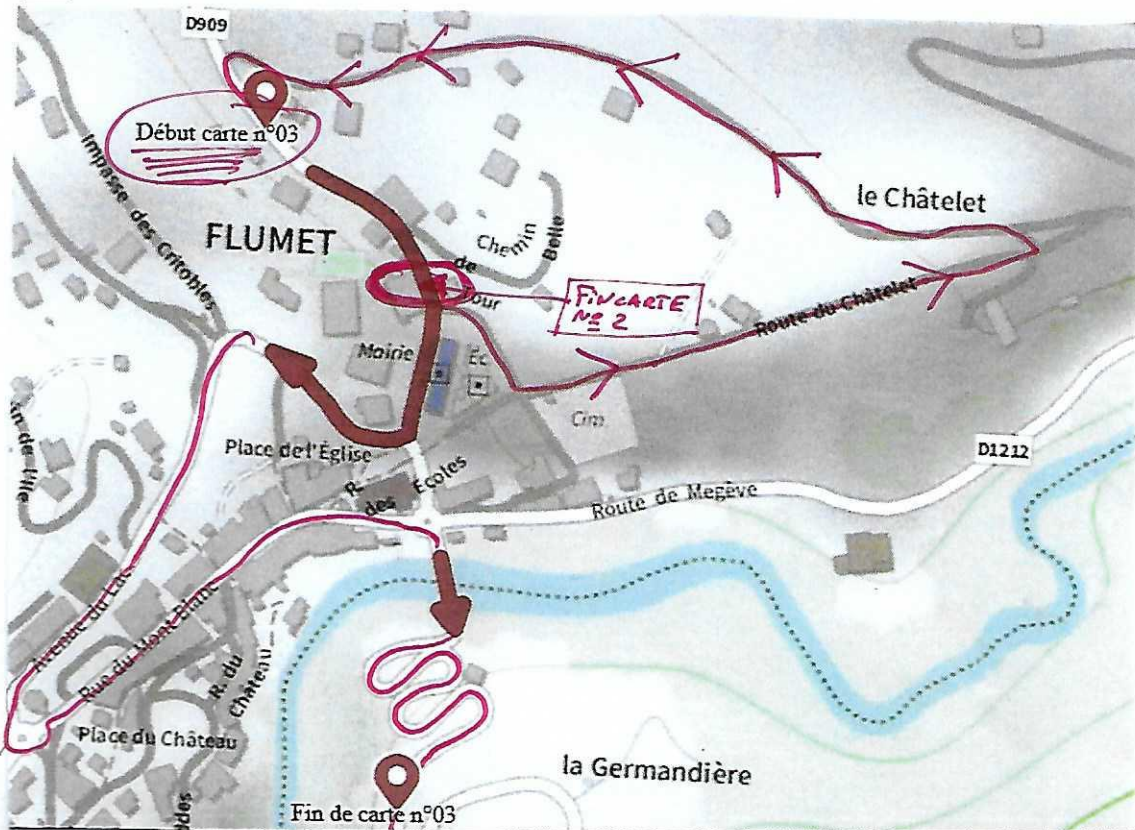 D909
Début carte n°03
Impasse des Critobles
FLUMET
Chemin
de
Belle
our
le Châtelet
FIN CARTE
Nº 2
Route du Châtelet
Mairie
Éc
Cim
Place de l'Église
R.
des Écoles
D1212
Route de Megève
Avenue du Lac
Rue du Mont Blanc
R. du
Château
Place du Château
la Germandière
Fin de carte n°03